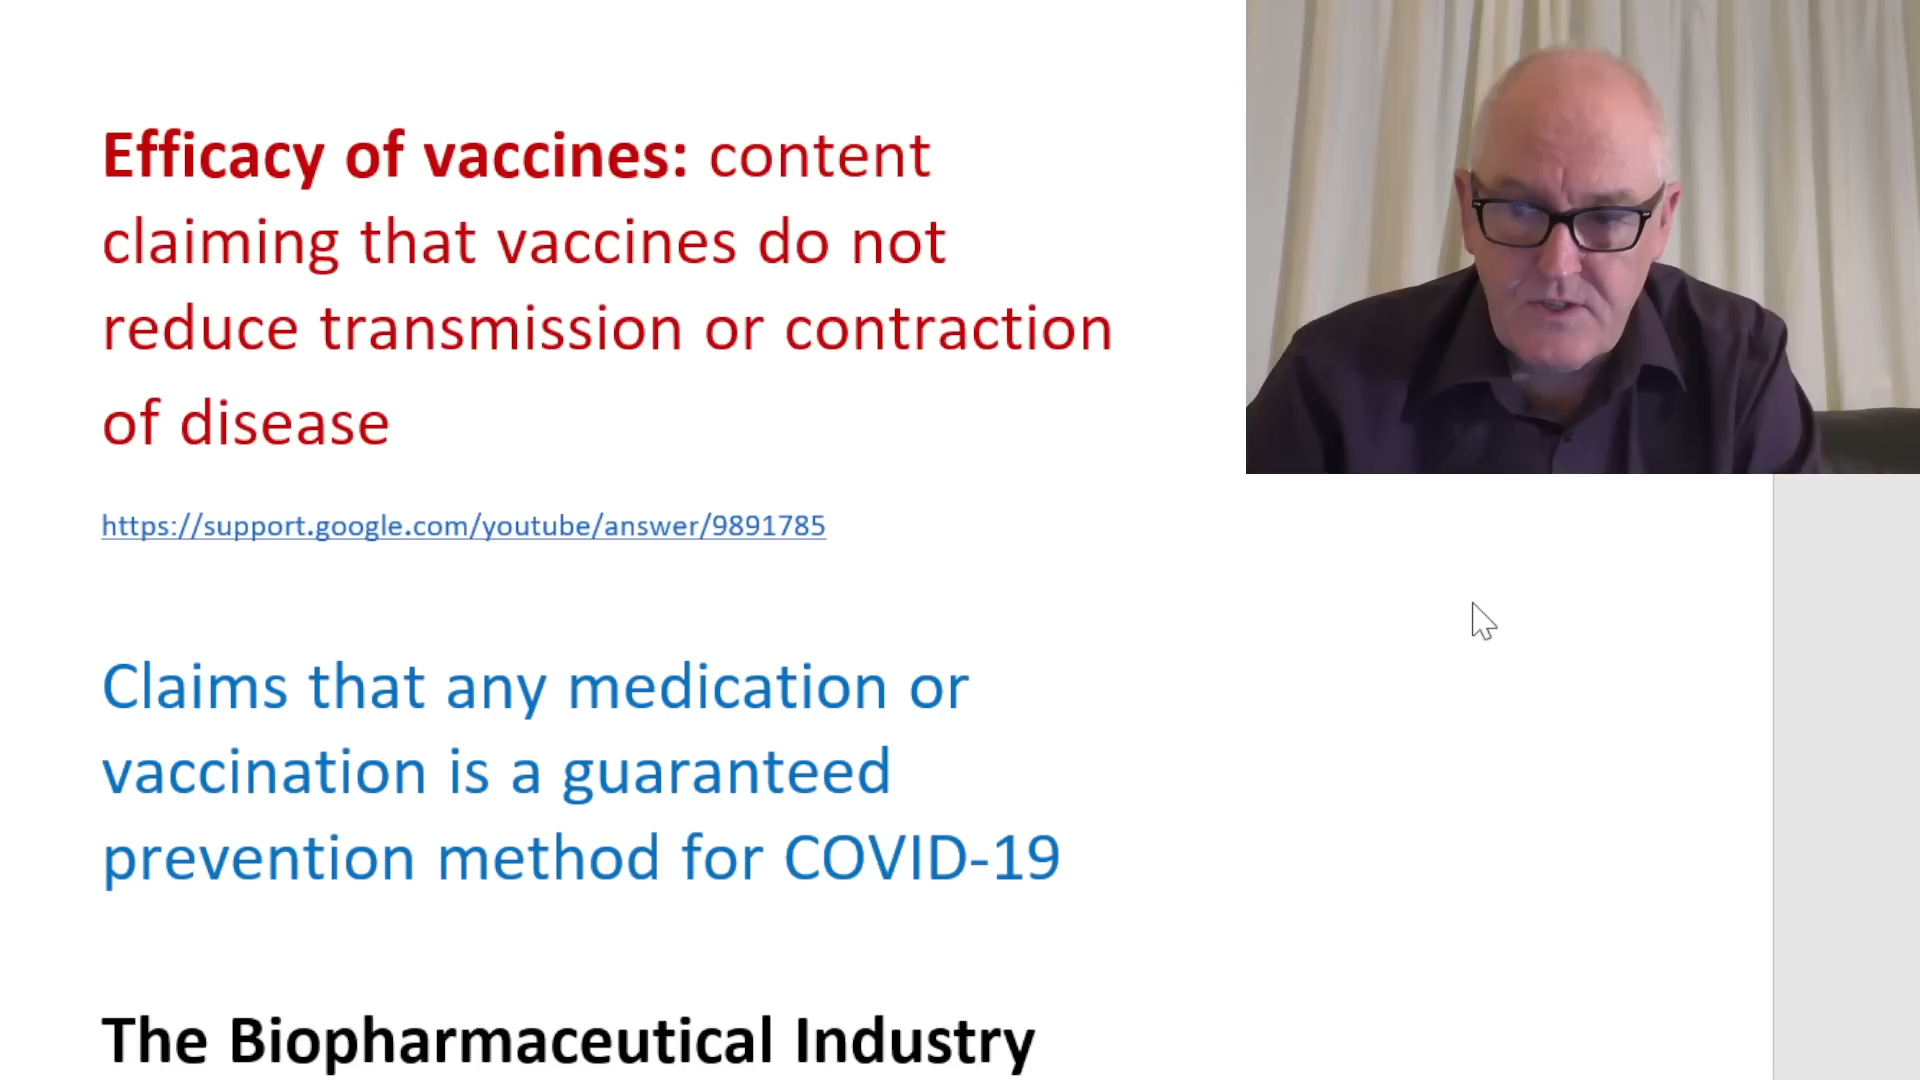 Efficacy of vaccines: content
claiming that vaccines do not
reduce transmission or contraction
of disease
https://support.google.com/youtube/answer/9891785
Claims that any medication or
vaccination is a guaranteed
prevention method for COVID-19
The Biopharmaceutical Industry